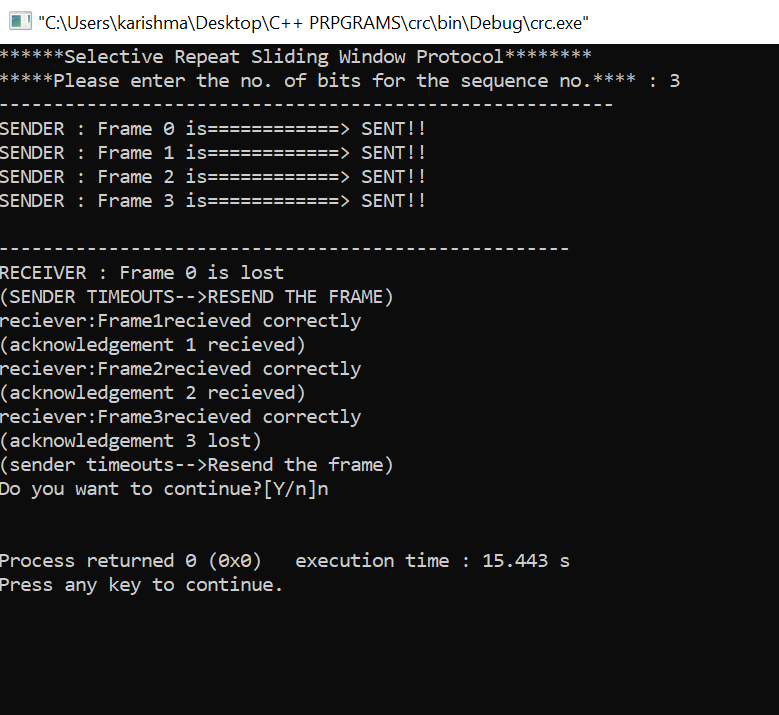 "C:\Users\karishma\Desktop\C++ PRPGRAMS\crc\bin\Debug\crc.exe"
******Selective Repeat Sliding Window Protocol********
*****Please enter the no. of bits for the sequence no.**** : 3
--------------------------------------------------------
SENDER : Frame 0 is============> SENT!!
SENDER : Frame 1 is============> SENT!!
SENDER : Frame 2 is============> SENT!!
SENDER : Frame 3 is============> SENT!!
----------------------------------------------------
RECEIVER : Frame 0 is lost
(SENDER TIMEOUTS-->RESEND THE FRAME)
reciever:Frame1recieved correctly
(acknowledgement 1 recieved)
reciever:Frame2recieved correctly
(acknowledgement 2 recieved)
reciever:Frame3recieved correctly
(acknowledgement 3 lost)
(sender timeouts-->Resend the frame)
Do you want to continue?[Y/n]n
Process returned 0 (0x0)   execution time : 15.443 s
Press any key to continue.